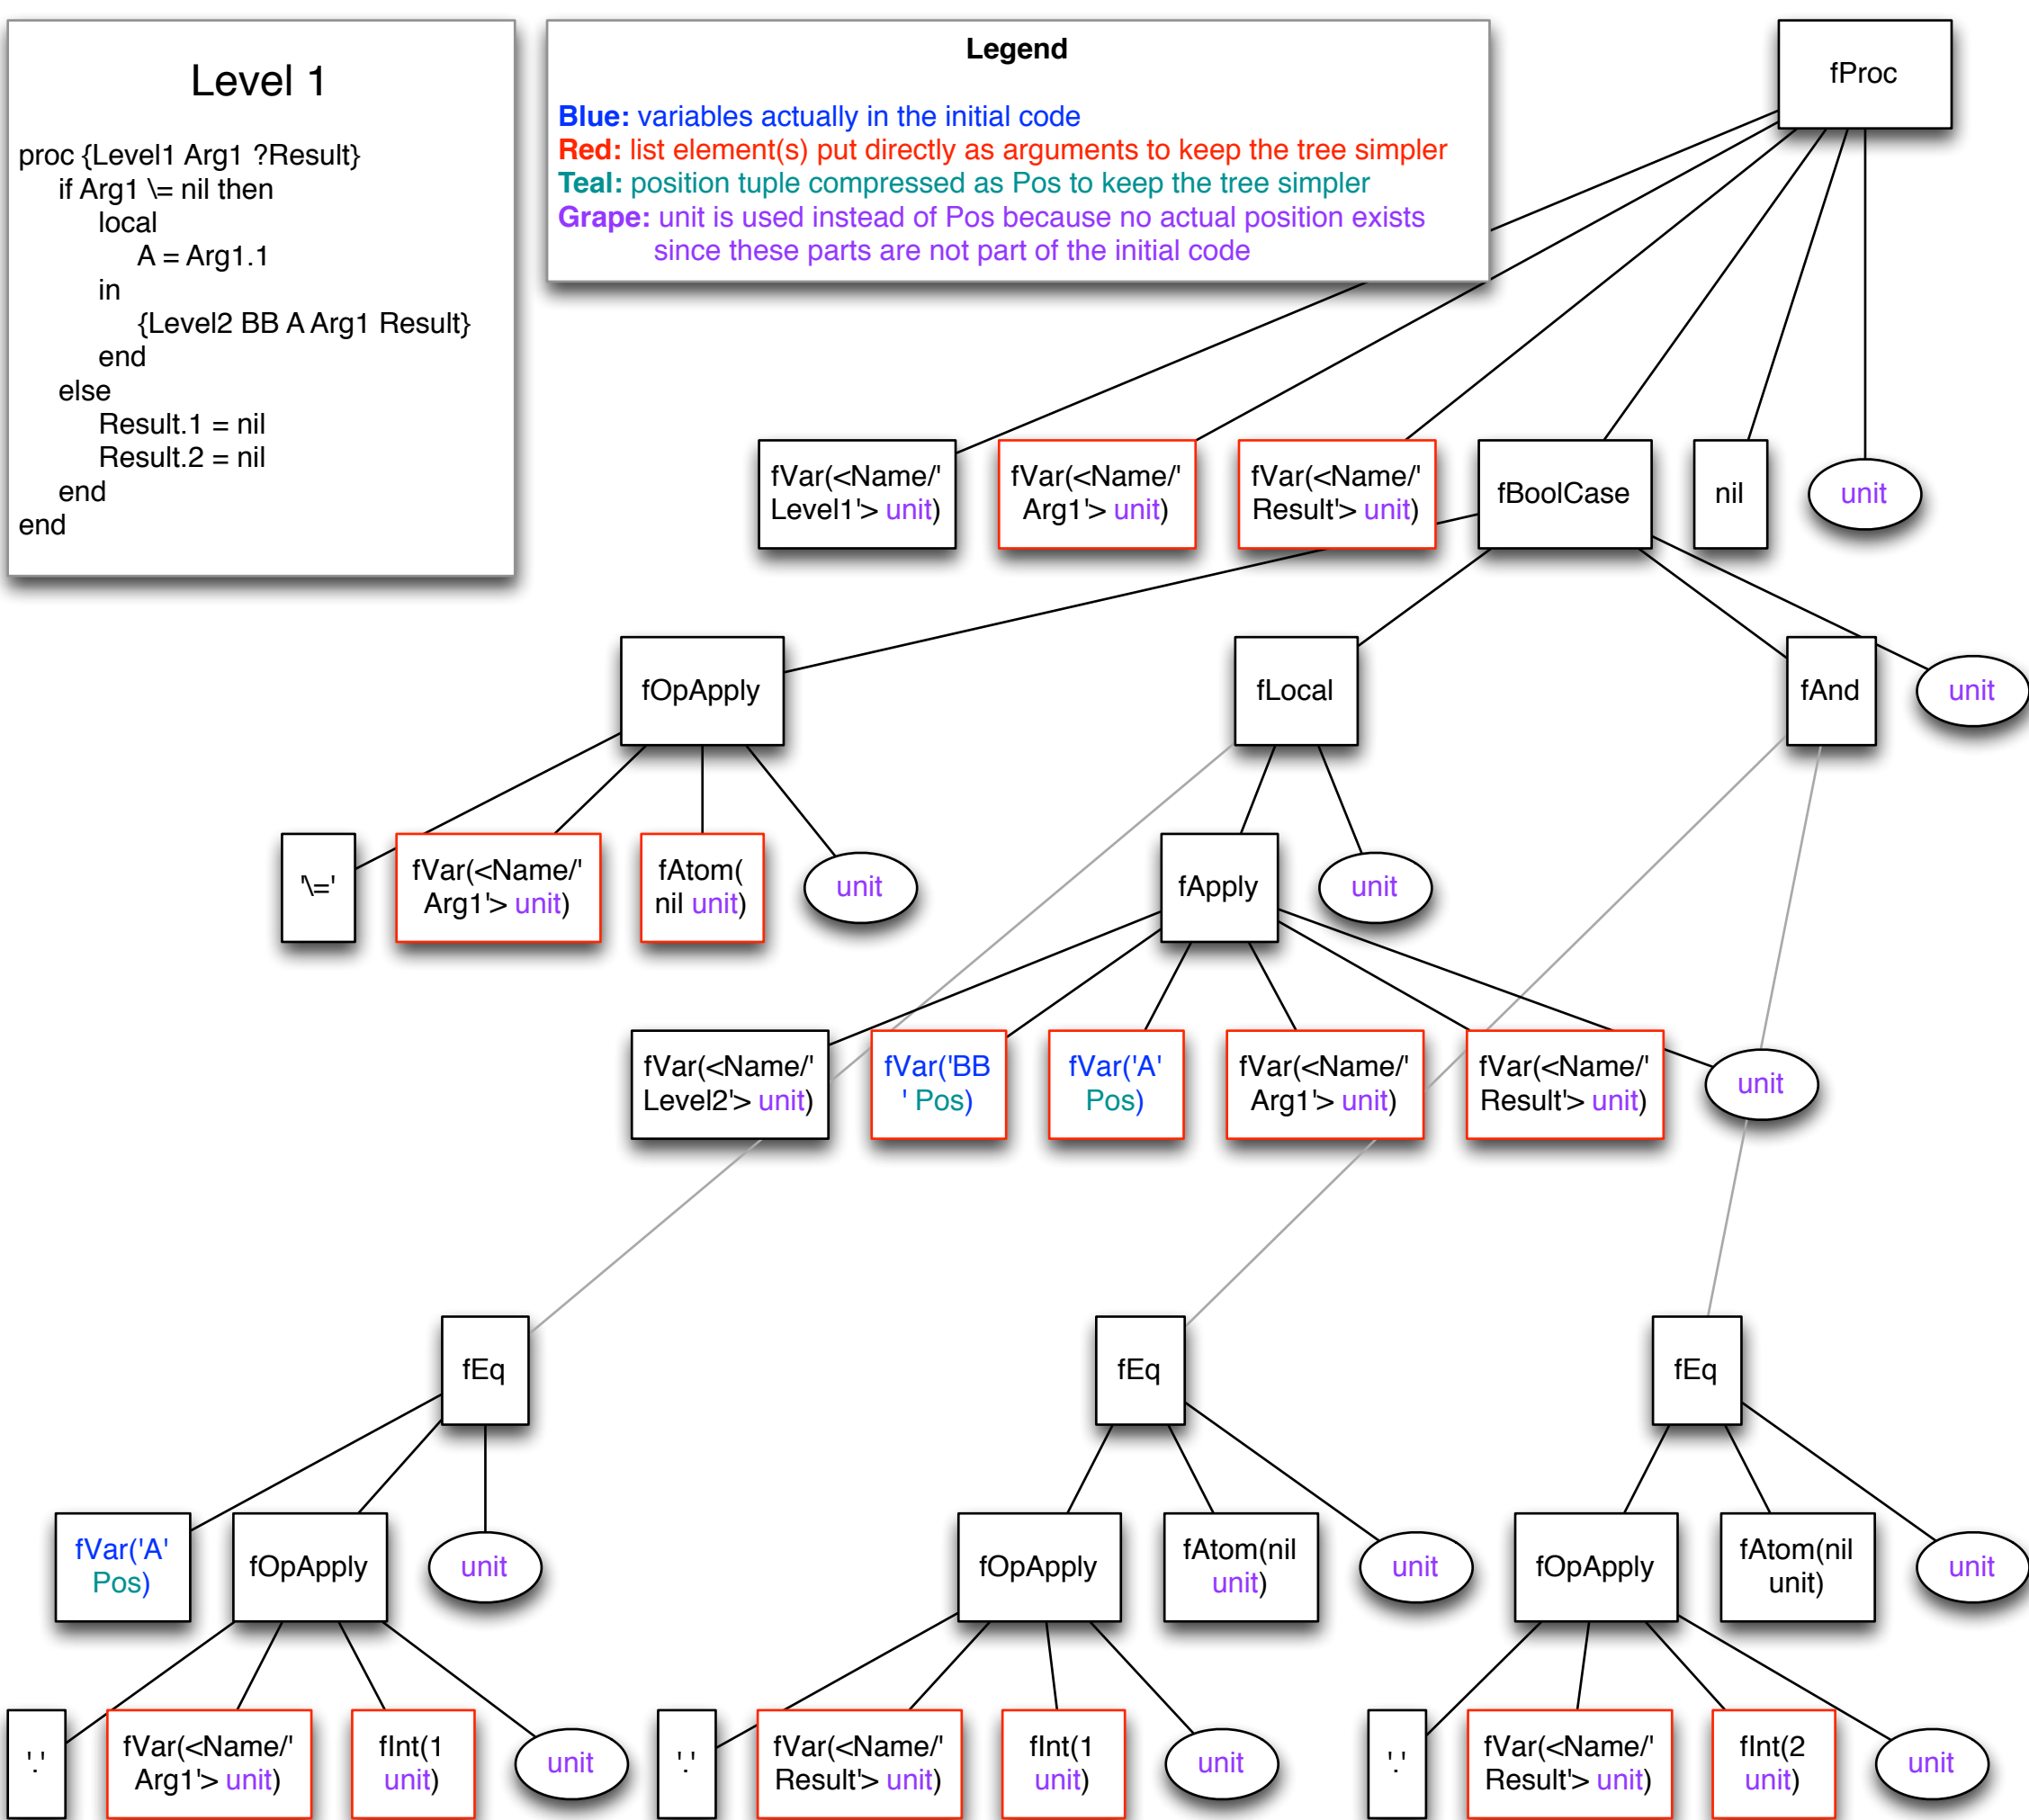 Level 1
proc {Level1 Arg1 ?Result}
if Arg1 \= nil then
local
A = Arg1.1
in
{Level2 BB A Arg1 Result}
end
else
Result.1 = nil
Result.2 = nil
end
end
Legend
Blue: variables actually in the initial code
Red: list element(s) put directly as arguments to keep the tree simpler
Teal: position tuple compressed as Pos to keep the tree simpler
Grape: unit is used instead of Pos because no actual position exists
since these parts are not part of the initial code
fProc
fVar(<Name/'
Level1'> unit)
fVar(<Name/'
Arg1'> unit)
fVar(<Name/'
Result'> unit)
fBoolCase
nil
unit
fOpApply
fLocal
fAnd
unit
'\='
fVar(<Name/'
Arg1'> unit)
fAtom(
nil unit)
unit
fApply
unit
fVar(<Name/'
Level2'> unit)
fVar('BB
' Pos)
fVar('A'
Pos)
fVar(<Name/'
Arg1'> unit)
fVar(<Name/'
Result'> unit)
unit
fEq
fEq
fEq
fVar('A'
Pos)
fOpApply
unit
fOpApply
fAtom(nil
unit)
unit
fOpApply
fAtom(nil
unit)
unit
'.'
fVar(<Name/'
Arg1'> unit)
fInt(1
unit)
unit
'.'
fVar(<Name/'
Result'> unit)
fInt(1
unit)
unit
'.'
fVar(<Name/'
Result'> unit)
fInt(2
unit)
unit